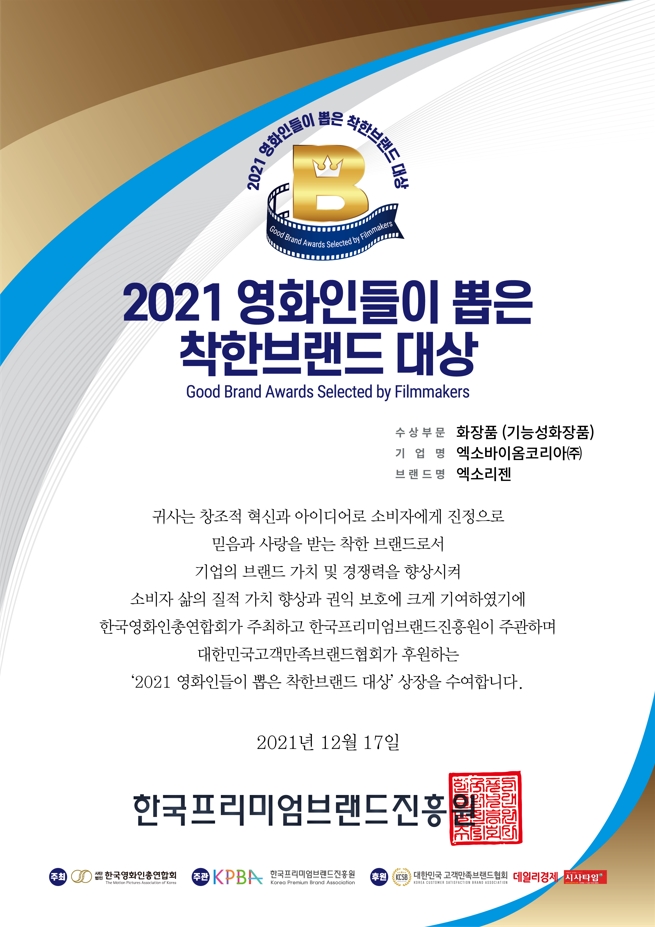 2021 영화인들이 뽑은 착한브랜드 대상
B
Good Brand Awards Selected by Filmmakers
2021 영화인들이 뽑은
착한브랜드 대상
Good Brand Awards Selected by Filmmakers
수상부문 화장품 (기능성화장품)
기업명 엑소바이옴코리아㈜
브랜드명 엑소리젠
귀사는 창조적 혁신과 아이디어로 소비자에게 진정으로
믿음과 사랑을 받는 착한 브랜드로서
기업의 브랜드 가치 및 경쟁력을 향상시켜
소비자 삶의 질적 가치 향상과 권익 보호에 크게 기여하였기에
한국영화인총연합회가 주최하고 한국프리미엄브랜드진흥원이 주관하며
대한민국고객만족브랜드협회가 후원하는
‘2021 영화인들이 뽑은 착한브랜드 대상’ 상장을 수여합니다.
2021년 12월 17일
한국프리미엄브랜드진흥원
주최 사단법인 한국영화인총연합회 The Motion Pictures Association of Korea 주관 KPBA 한국프리미엄브랜드진흥원 Korea Premium Brand Association 후원 KCSB 대한민국 고객만족브랜드협회 KOREA CUSTOMER SATISFACTION BRAND ASSOCIATION 데일리경제 시사타임